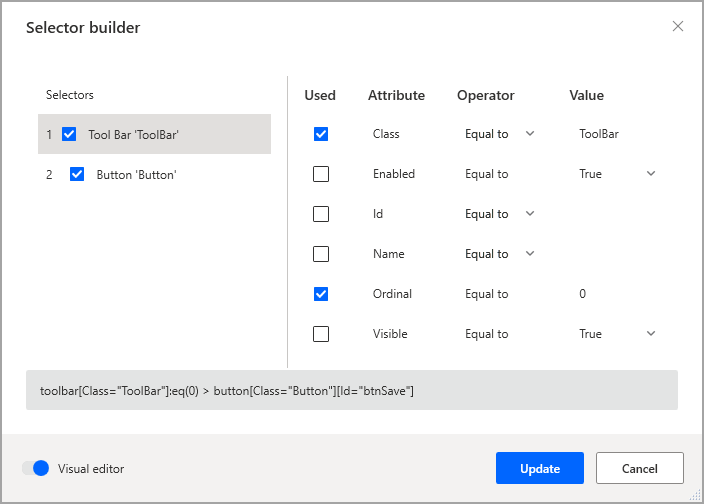 Selector builder
Selectors
1 Tool Bar 'ToolBar'
2 Button 'Button'
Used Attribute Operator Value
Class Equal to ToolBar
Enabled Equal to True
Id Equal to
Name Equal to
Ordinal Equal to 0
Visible Equal to True
toolbar[Class="ToolBar"]:eq(0) > button[Class="Button"][Id="btnSave"]
Visual editor
Update
Cancel